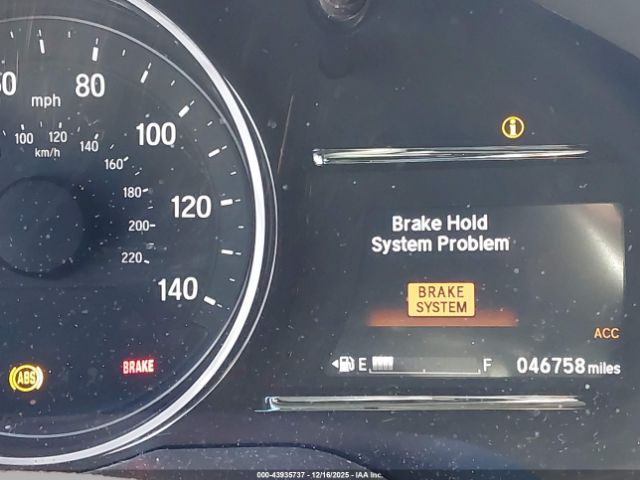 80
mph
100
120
140
100
120
140
km/h
160
180
200
220
ABS
BRAKE
Brake Hold
System Problem
BRAKE
SYSTEM
ACC
E
F
046758 miles
000-43935737 - 12/16/2025 - IAA Inc.